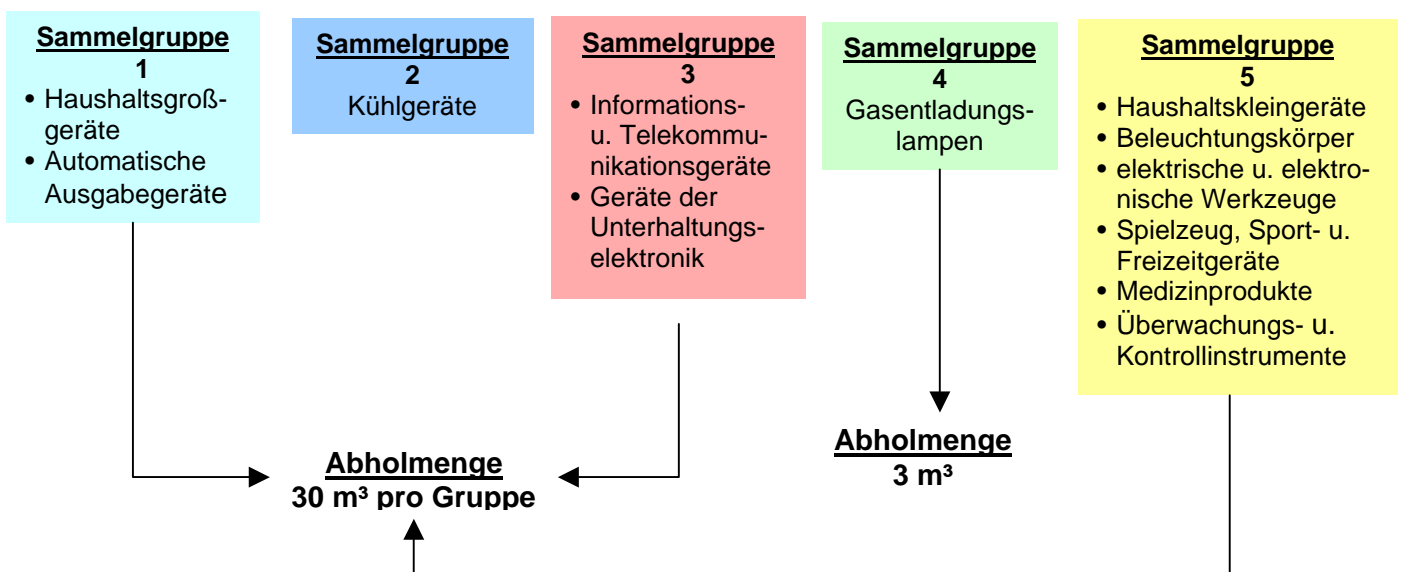 Sammelgruppe
1
• Haushaltsgroß-
geräte
• Automatische
Ausgabegeräte
Sammelgruppe
2
Kühlgeräte
Sammelgruppe
3
• Informations-
u. Telekommu-
nikationsgeräte
• Geräte der
Unterhaltungs-
elektronik
Sammelgruppe
4
Gasentladungs-
lampen
Sammelgruppe
5
• Haushaltskleingeräte
• Beleuchtungskörper
• elektrische u. elektro-
nische Werkzeuge
• Spielzeug, Sport- u.
Freizeitgeräte
• Medizinprodukte
• Überwachungs- u.
Kontrollinstrumente
Abholmenge
30 m³ pro Gruppe
Abholmenge
3 m³